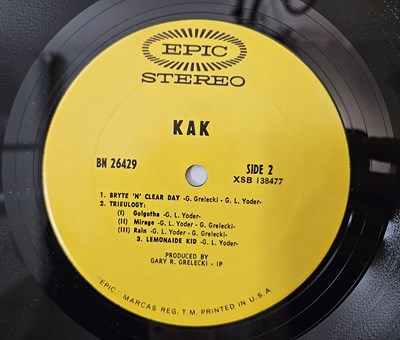 EPIC
STEREO
KAK
BN 26429
SIDE 2
XSB 138477
1. BRYTE 'N' CLEAR DAY -G. Grelecki - G. L. Yoder-
2. TRIEULOGY:
(I) Golgotha -G. L. Yoder-
(II) Mirage -G. L. Yoder - G. Grelecki-
(III) Rain -G. L. Yoder - G. Grelecki-
3. LEMONAIDE KID -G. L. Yoder-
PRODUCED BY
GARY R. GRELECKI - IP
"EPIC," MARCAS REG. T.M. PRINTED IN U.S.A.